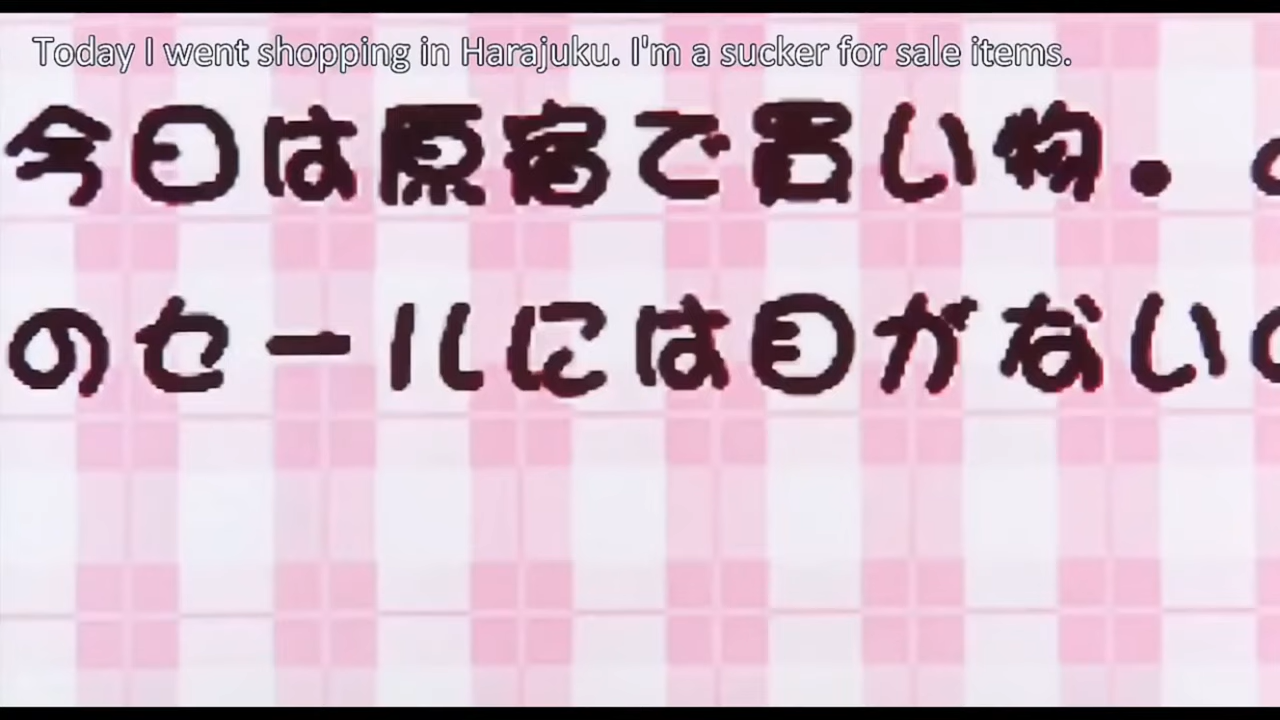 Today I went shopping in Harajuku. I'm a sucker for sale items.
今日は原宿で買い物。
のセールには目がない